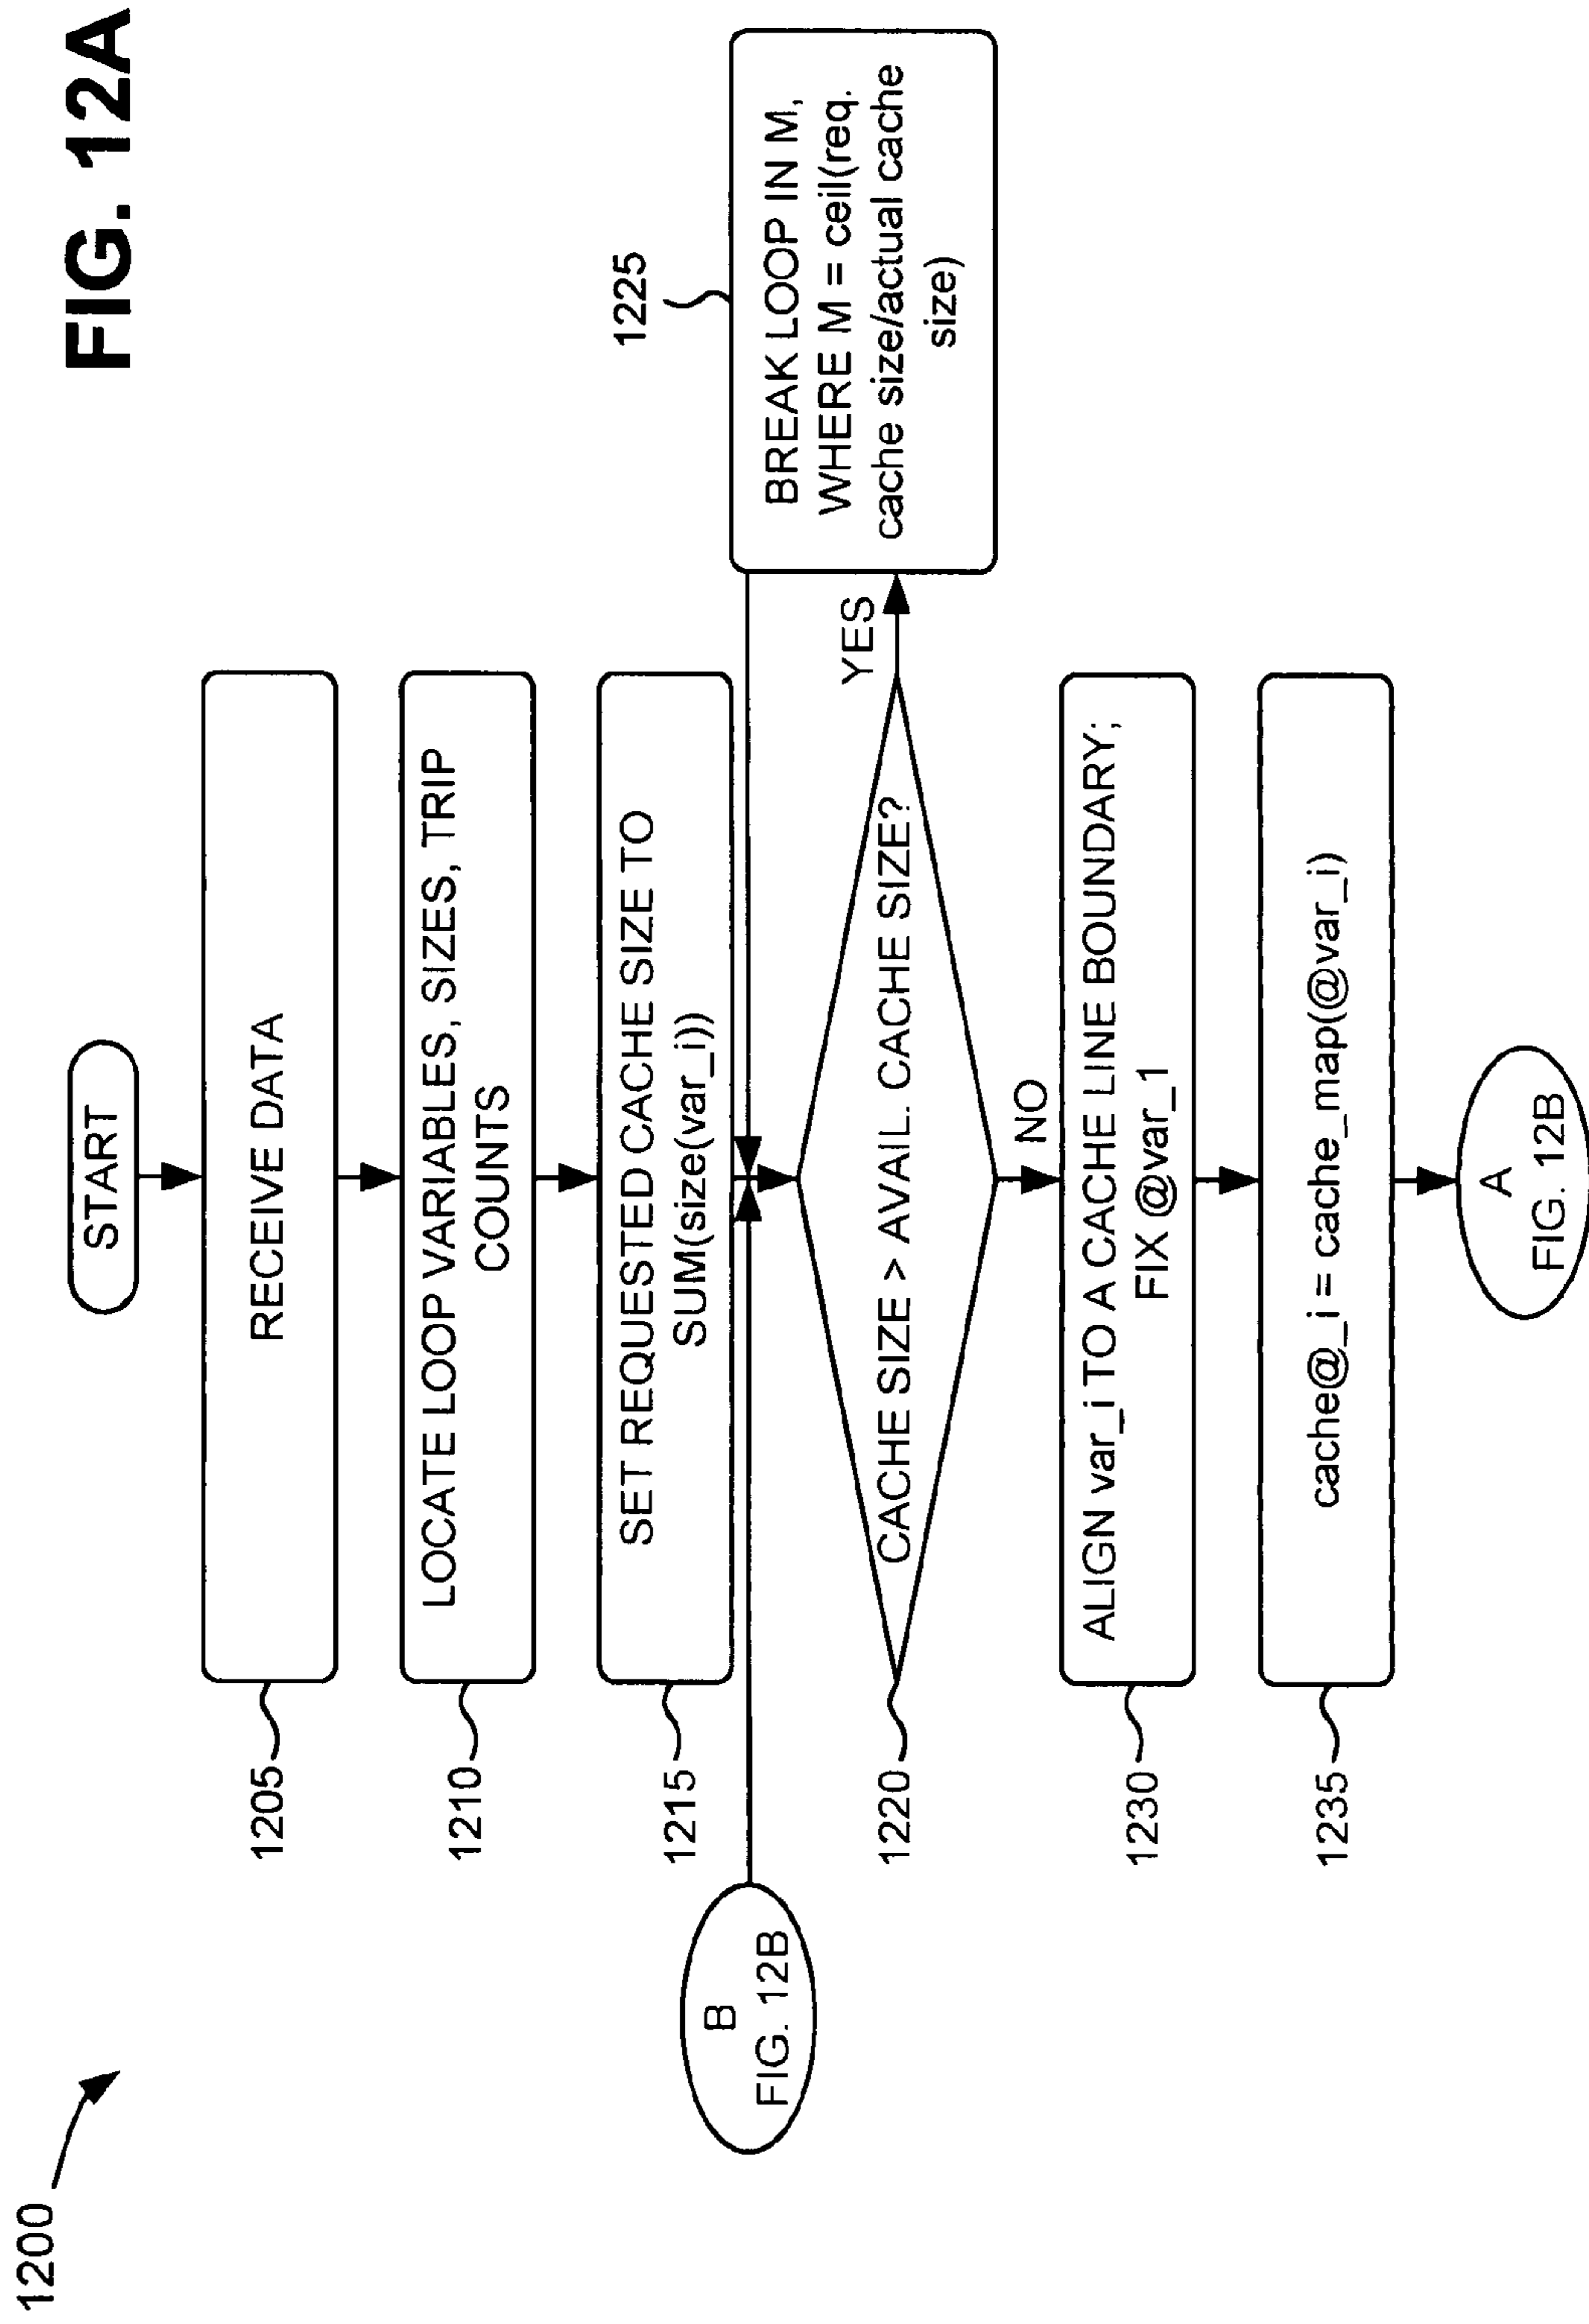 FIG. 12A
1200
START
1205
RECEIVE DATA
1210
LOCATE LOOP VARIABLES, SIZES, TRIP
COUNTS
1215
SET REQUESTED CACHE SIZE TO
SUM(size(var_i))
B
FIG. 12B
1220
CACHE SIZE > AVAIL. CACHE SIZE?
YES
1225
BREAK LOOP IN M,
WHERE M = ceil(req.
cache size/actual cache
size)
NO
1230
ALIGN var_i TO A CACHE LINE BOUNDARY;
FIX @var_1
1235
cache@_i = cache_map(@var_i)
A
FIG. 12B